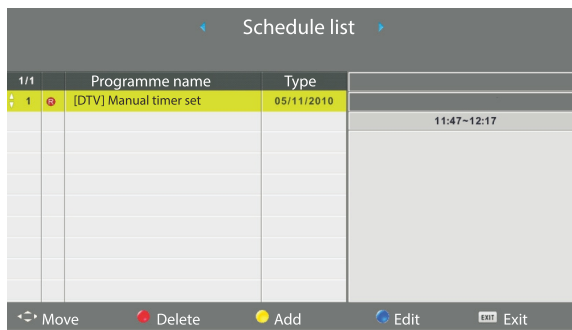 Schedule list
1/1 Programme name Type
1 R [DTV] Manual timer set 05/11/2010
11:47~12:17
Move Delete Add Edit EXIT Exit